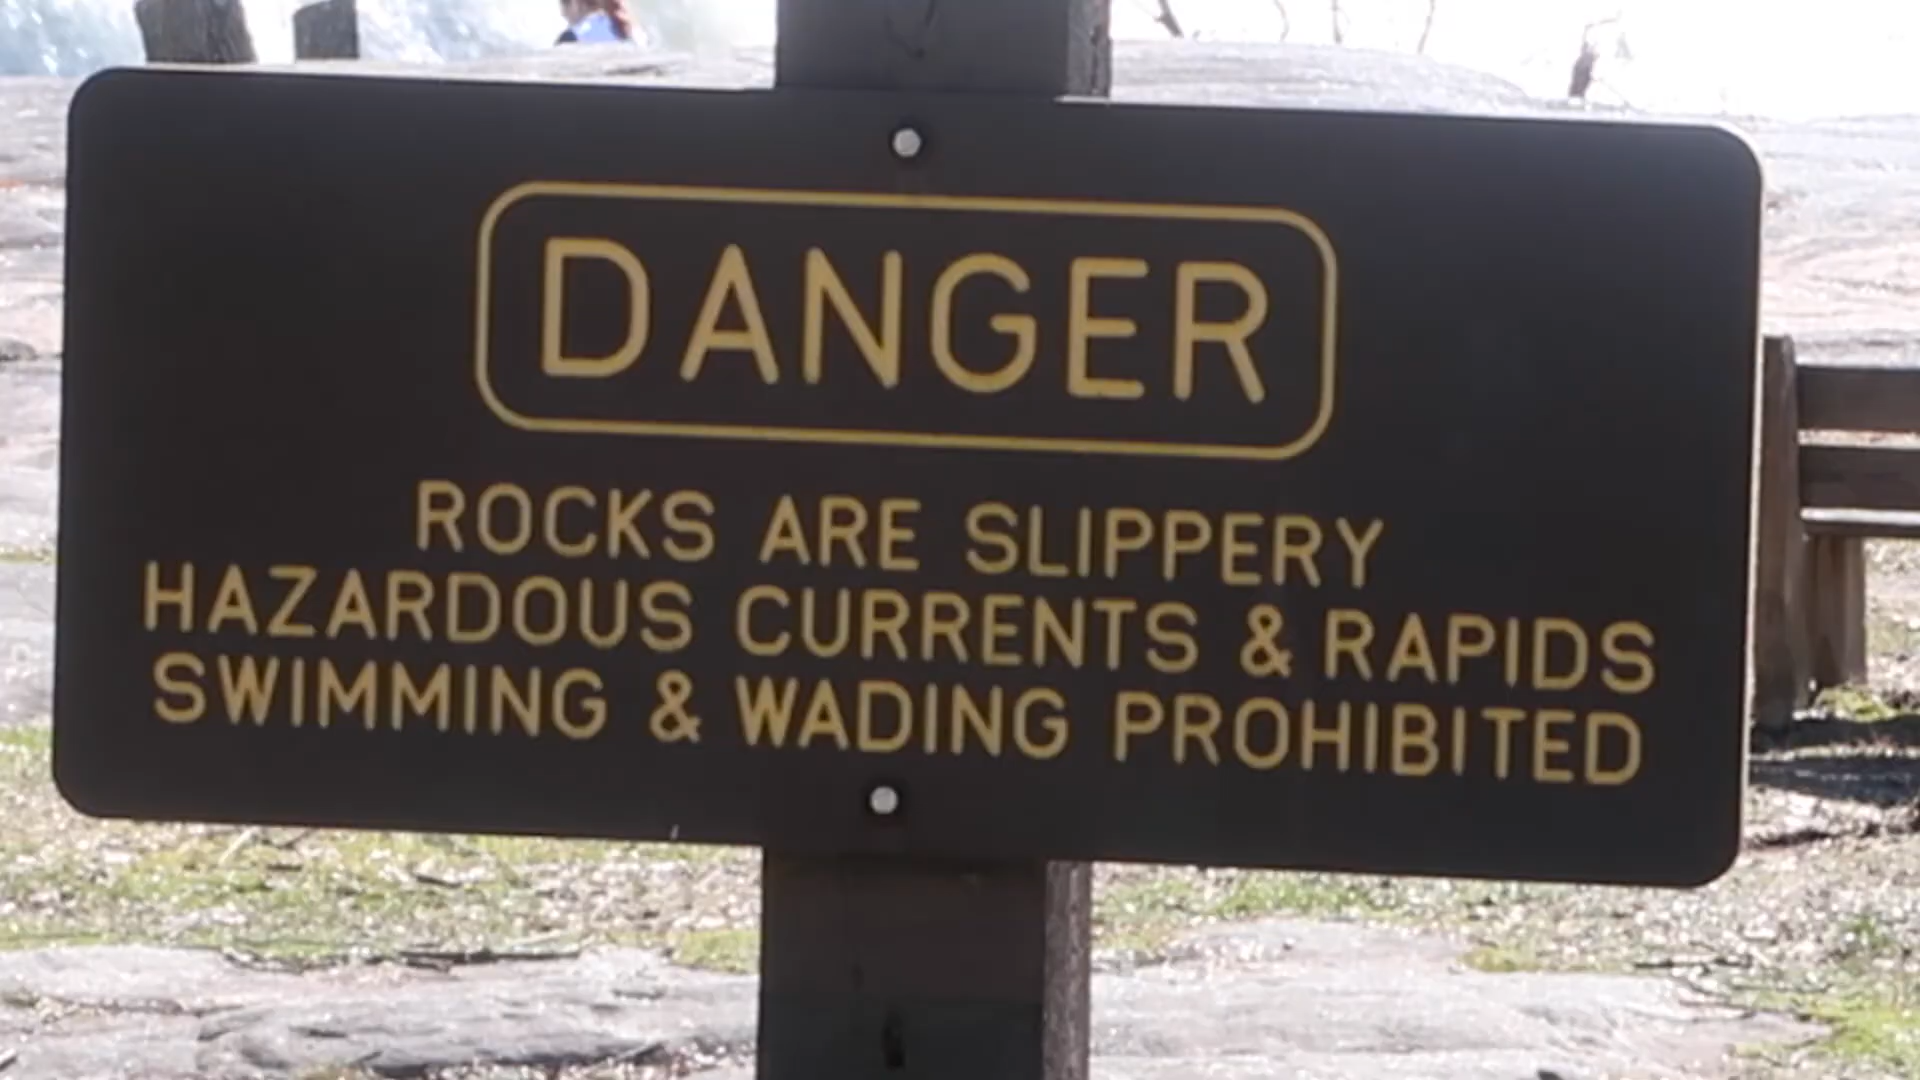 DANGER
ROCKS ARE SLIPPERY
HAZARDOUS CURRENTS & RAPIDS
SWIMMING & WADING PROHIBITED